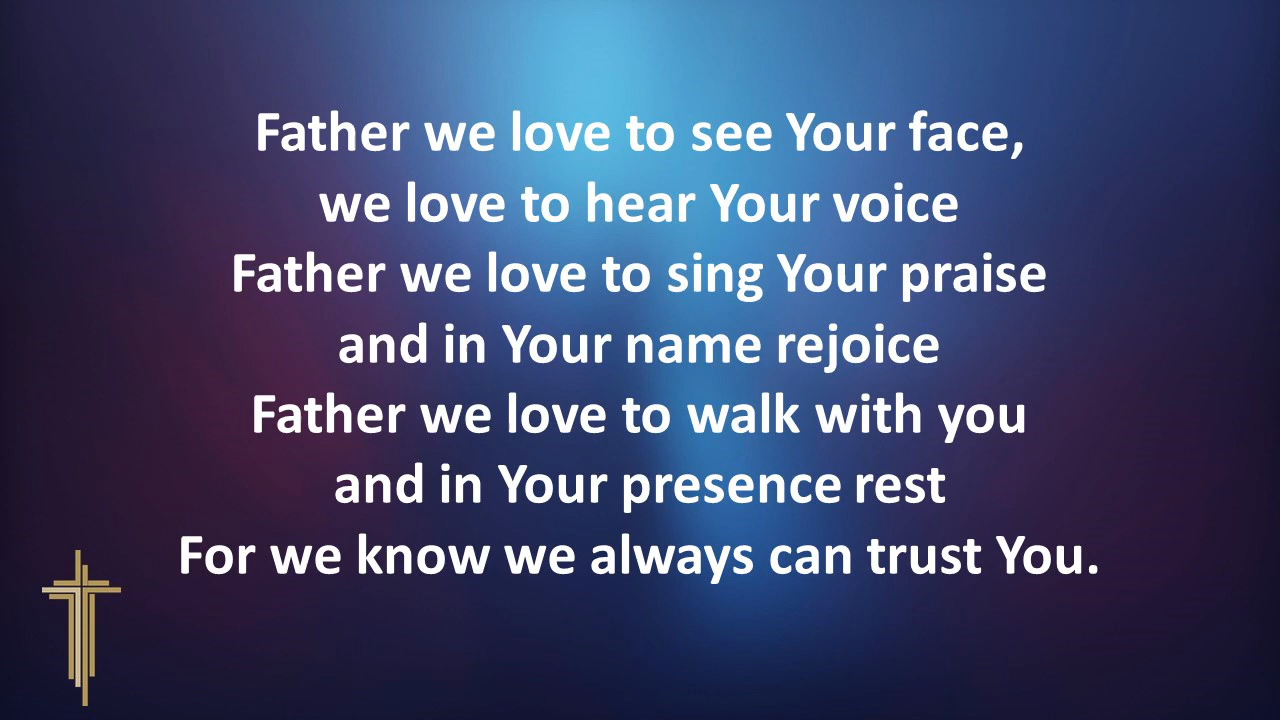 Father we love to see Your face,
we love to hear Your voice
Father we love to sing Your praise
and in Your name rejoice
Father we love to walk with you
and in Your presence rest
For we know we always can trust You.